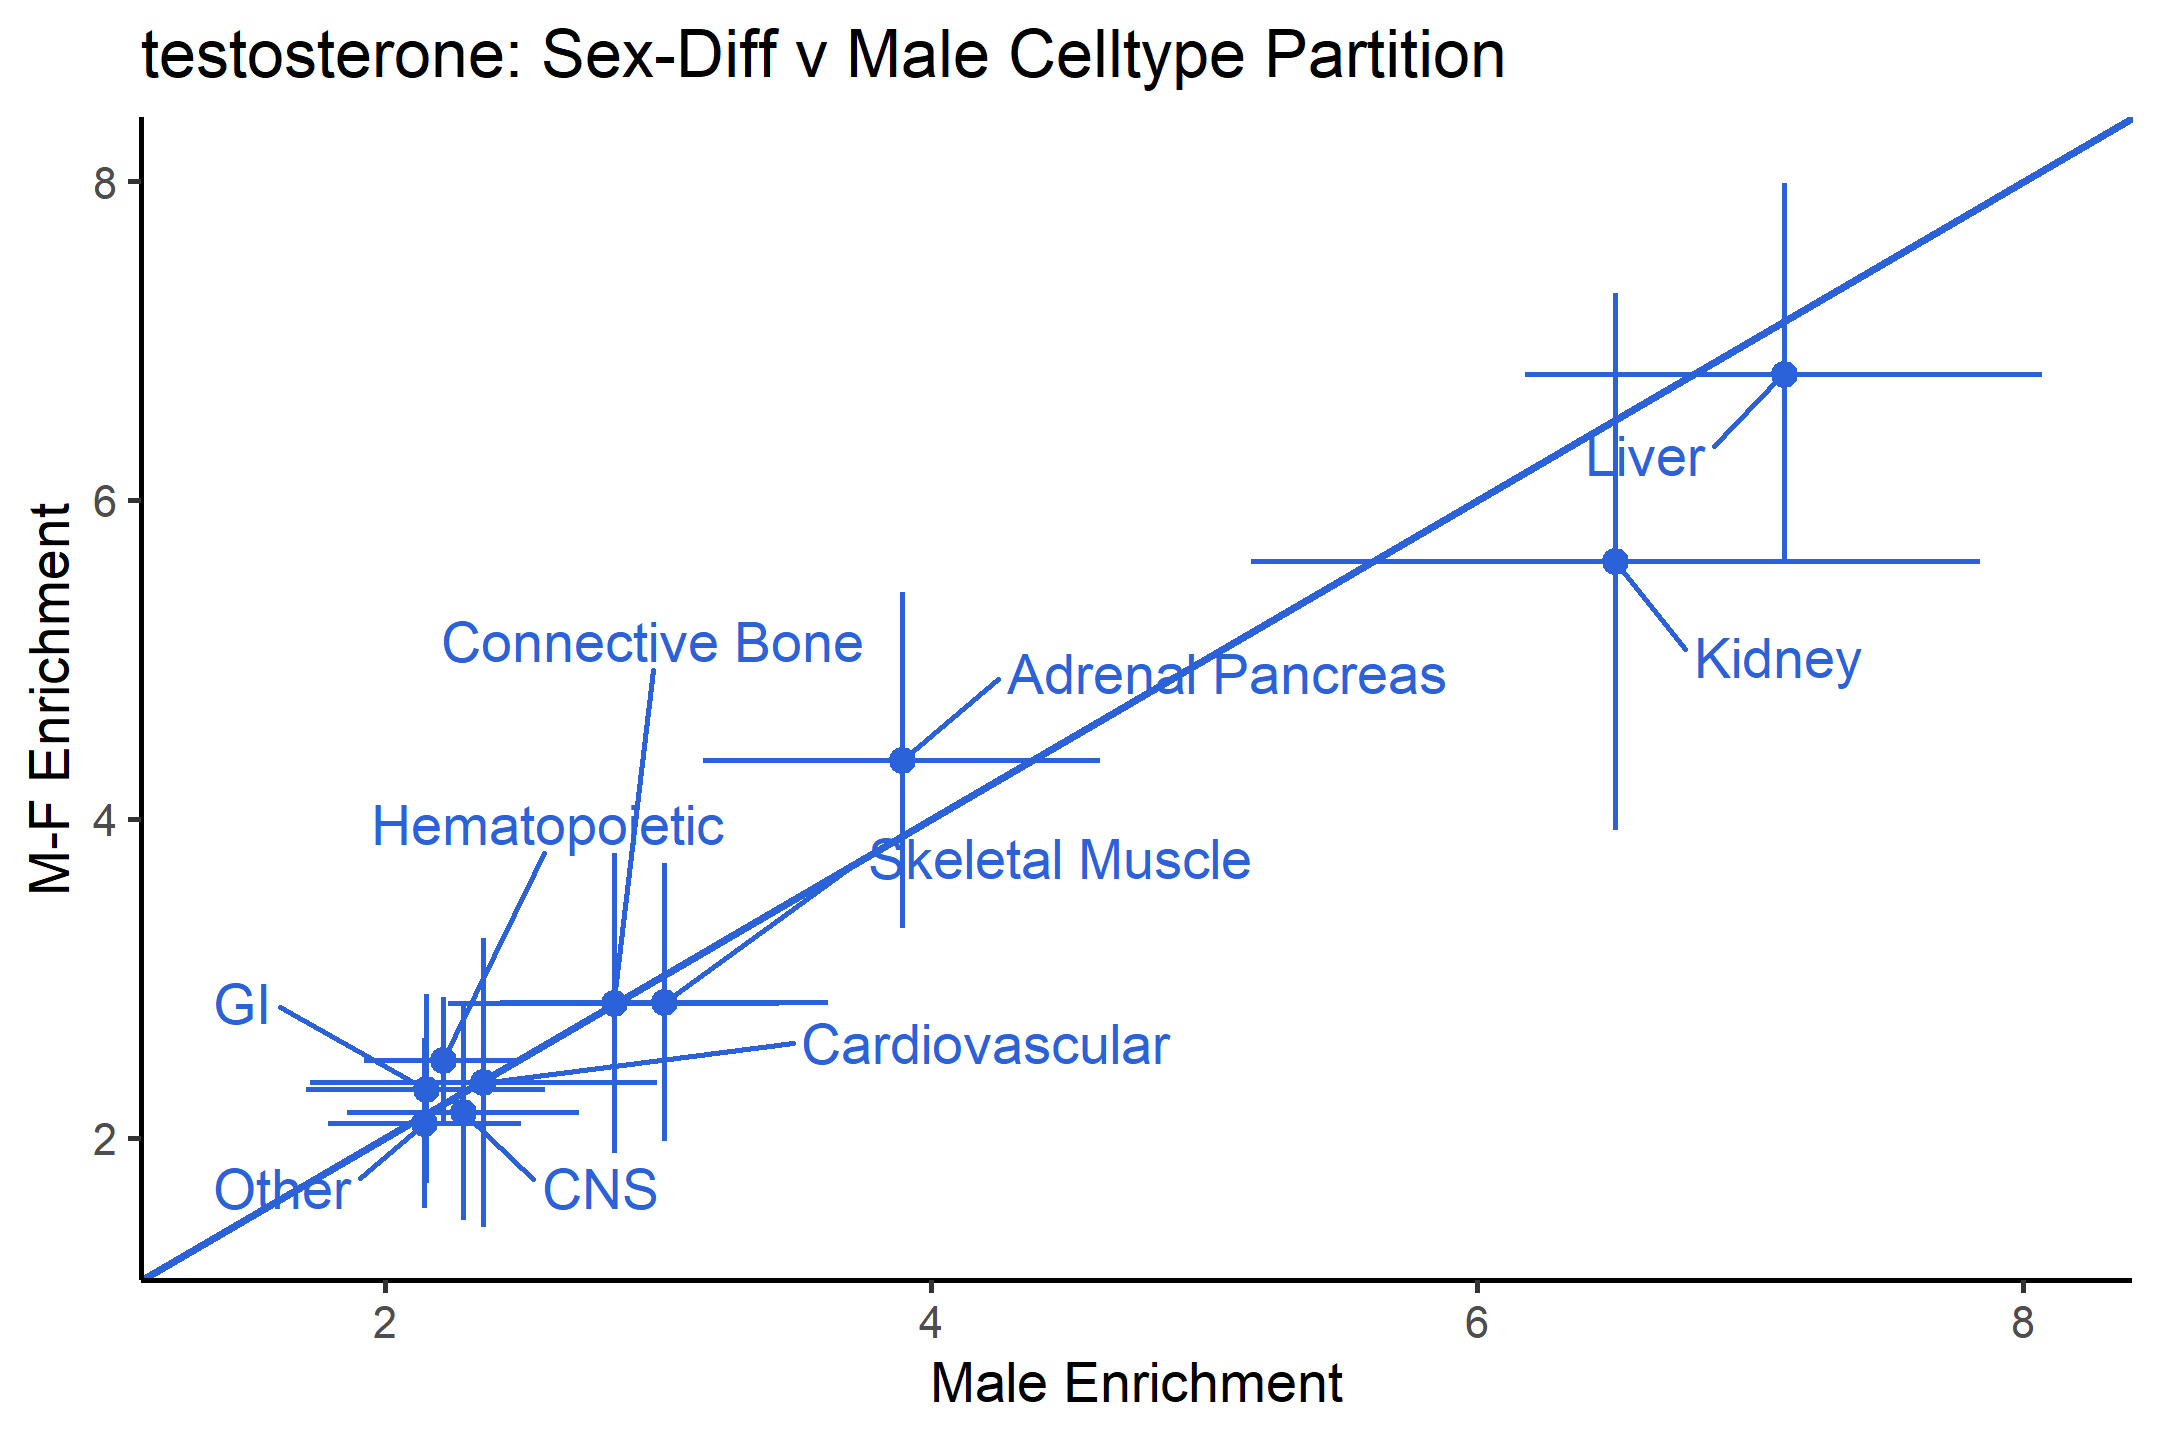 testosterone: Sex-Diff v Male Celltype Partition
M-F Enrichment
8
6
4
2
Liver
Connective Bone
Kidney
Adrenal Pancreas
Hematopoietic
Skeletal Muscle
GI
Cardiovascular
Other
CNS
2
4
6
8
Male Enrichment